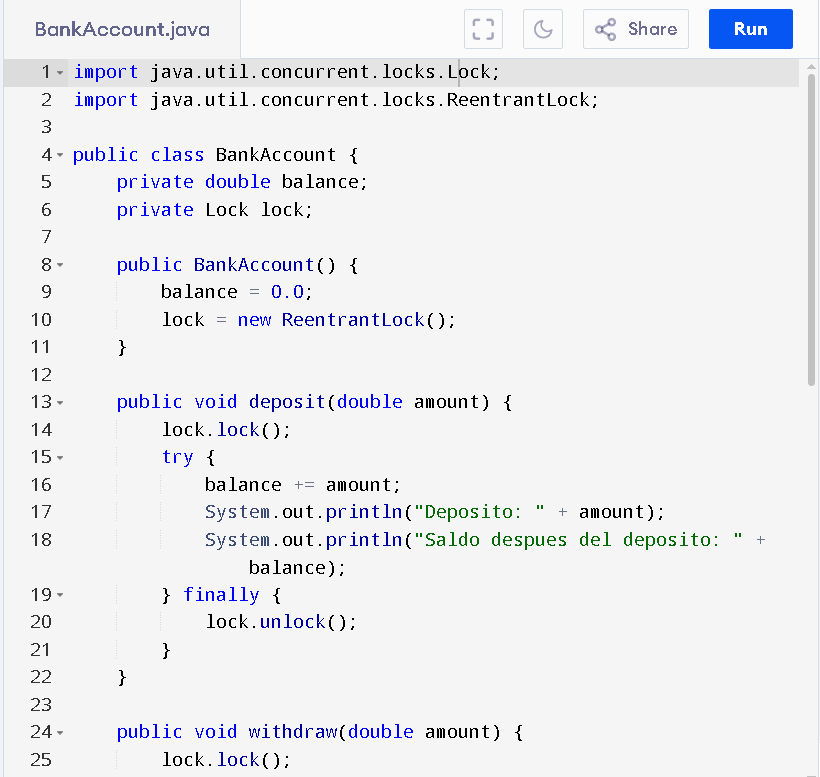 BankAccount.java
Share
Run
1 import java.util.concurrent.locks.Lock;
2 import java.util.concurrent.locks.ReentrantLock;
3
4 public class BankAccount {
5     private double balance;
6     private Lock lock;
7
8     public BankAccount() {
9         balance = 0.0;
10         lock = new ReentrantLock();
11     }
12
13     public void deposit(double amount) {
14         lock.lock();
15         try {
16             balance += amount;
17             System.out.println("Deposito: " + amount);
18             System.out.println("Saldo despues del deposito: " +
balance);
19         } finally {
20             lock.unlock();
21         }
22     }
23
24     public void withdraw(double amount) {
25         lock.lock();